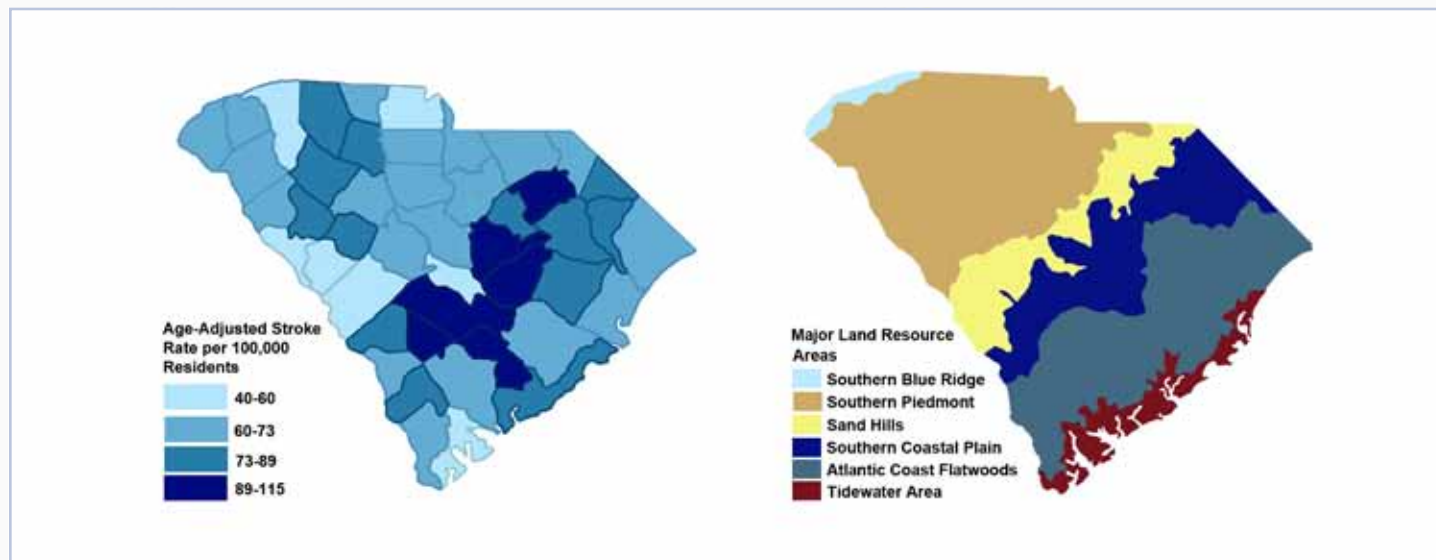 Age-Adjusted Stroke
Rate per 100,000
Residents
40-60
60-73
73-89
89-115
Major Land Resource
Areas
Southern Blue Ridge
Southern Piedmont
Sand Hills
Southern Coastal Plain
Atlantic Coast Flatwoods
Tidewater Area